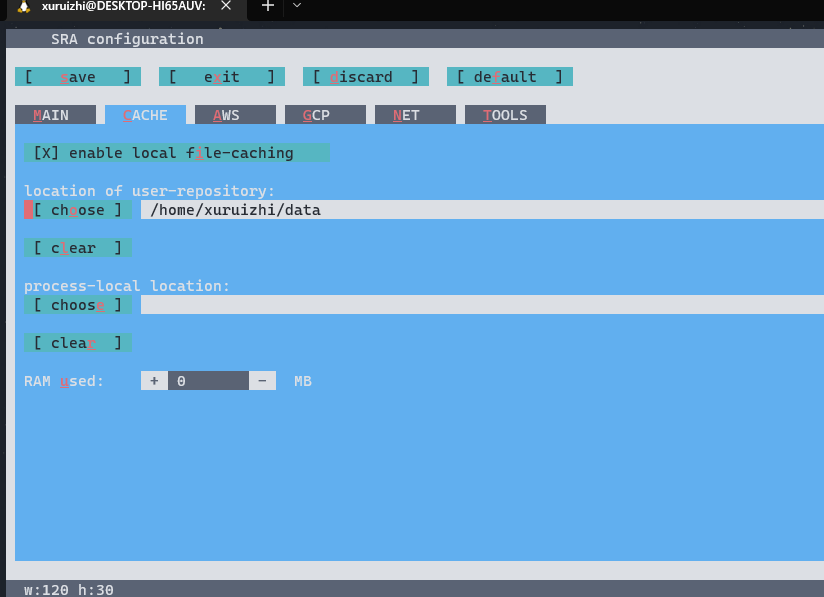 xuruizhi@DESKTOP-HI65AUV:
SRA configuration
[ save ] [ exit ] [ discard ] [ default ]
MAIN CACHE AWS GCP NET TOOLS
[X] enable local file-caching
location of user-repository:
[ choose ] /home/xuruizhi/data
[ clear ]
process-local location:
[ choose ]
[ clear ]
RAM used: + 0 - MB
w:120 h:30